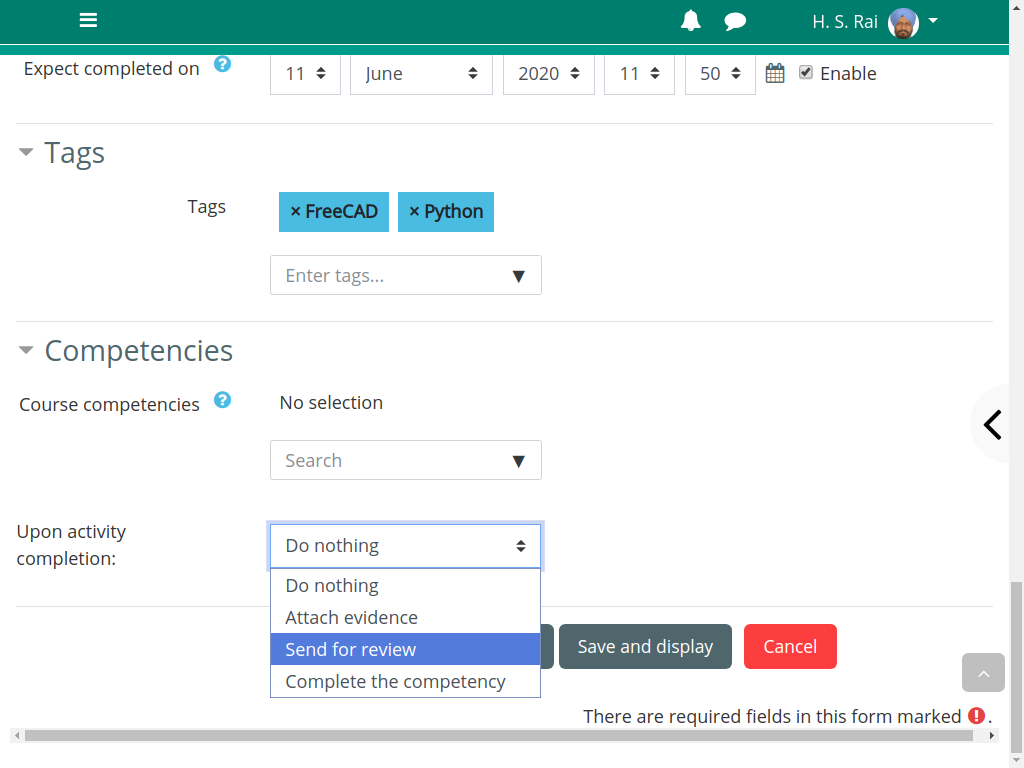 H. S. Rai
Expect completed on ? 11 June 2020 11 50 Enable
Tags
Tags × FreeCAD × Python
Enter tags...
Competencies
Course competencies ? No selection
Search
Upon activity
completion:
Do nothing
Do nothing
Attach evidence
Send for review
Complete the competency
Save and display Cancel
There are required fields in this form marked ! .